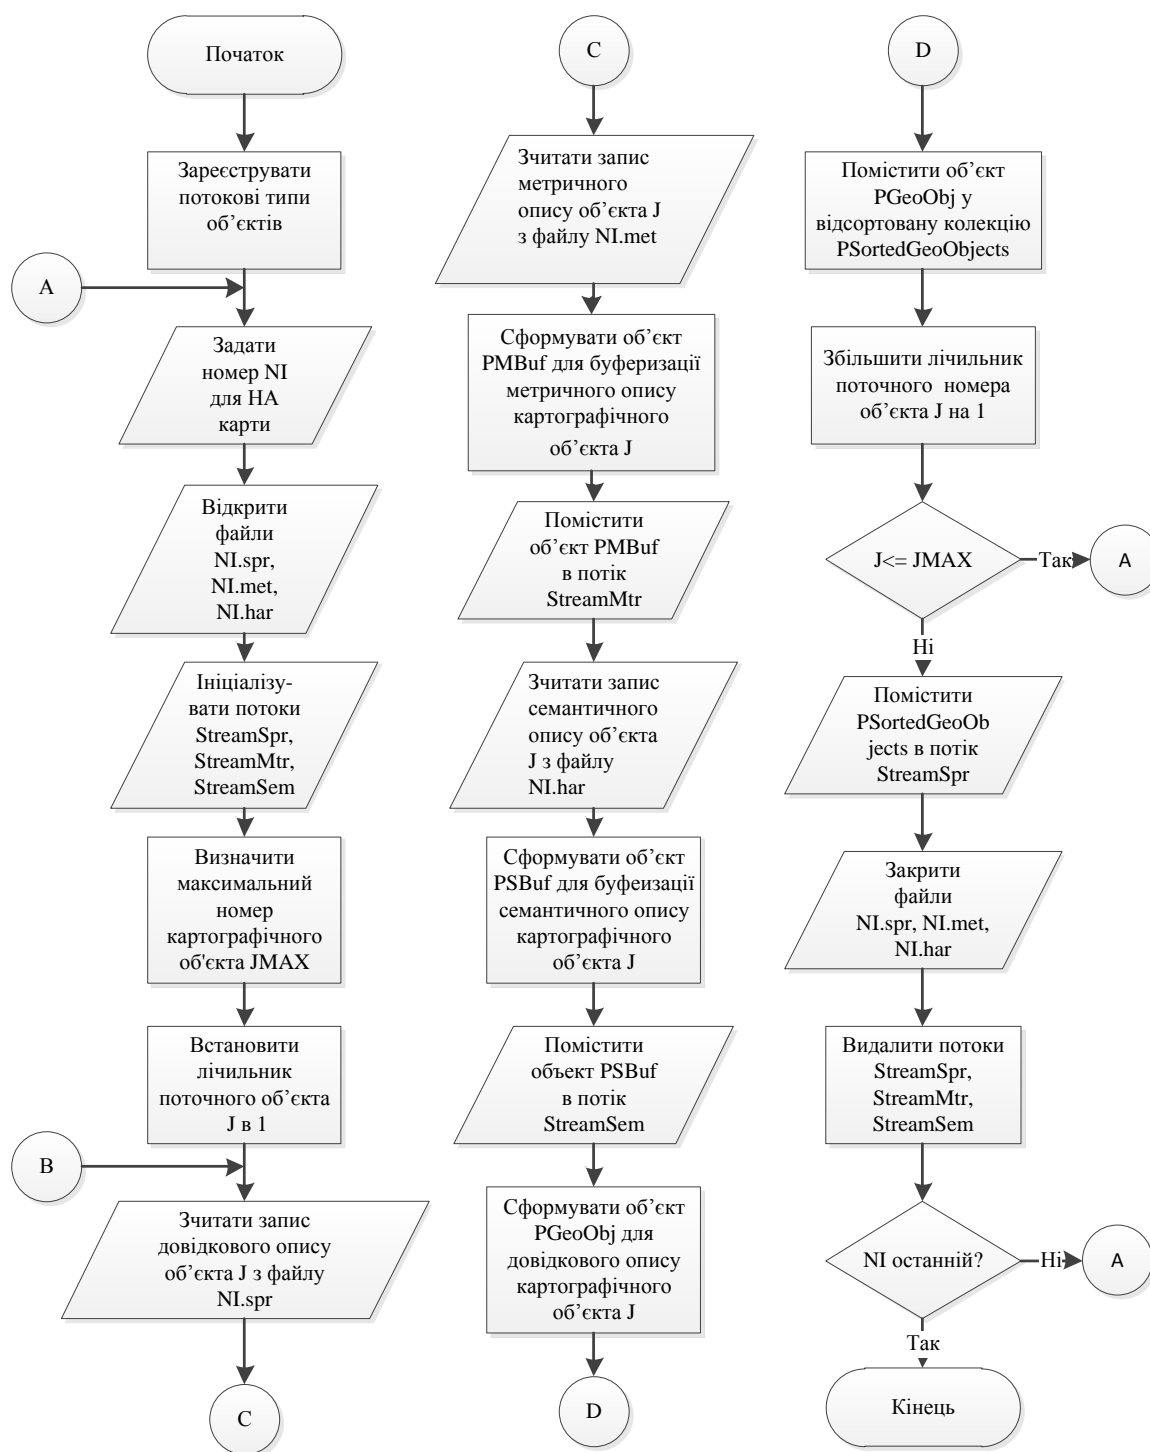 Початок
Зареєструвати
потокові типи
об’єктів
A
Задати
номер NI
для НА
карти
Відкрити
файли
NI.spr,
NI.met,
NI.har
Ініціалізу-
вати потоки
StreamSpr,
StreamMtr,
StreamSem
Визначити
максимальний
номер
картографічного
об'єкта JMAX
Встановити
лічильник
поточного об’єкта
J в 1
B
Зчитати запис
довідкового опису
об’єкта J з файлу
NI.spr
C
C
Зчитати запис
метричного
опису об’єкта J
з файлу NI.met
Сформувати об’єкт
PMBuf для буферизації
метричного опису
картографічного
об’єкта J
Помістити
об’єкт PMBuf
в потік
StreamMtr
Зчитати запис
семантичного
опису об’єкта
J з файлу
NI.har
Сформувати об’єкт
PSBuf для буфеизації
семантичного опису
картографічного
об’єкта J
Помістити
объект PSBuf
в потік
StreamSem
Сформувати об’єкт
PGeoObj для
довідкового опису
картографічного
об’єкта J
D
D
Помістити об’єкт
PGeoObj у
відсортовану колекцію
PSortedGeoObjects
Збільшити лічильник
поточного номера
об’єкта J на 1
J<= JMAX
Так
A
Ні
Помістити
PSortedGeoOb
jects в потік
StreamSpr
Закрити
файли
NI.spr, NI.met,
NI.har
Видалити потоки
StreamSpr,
StreamMtr,
StreamSem
NI останній?
Ні
A
Так
Кінець